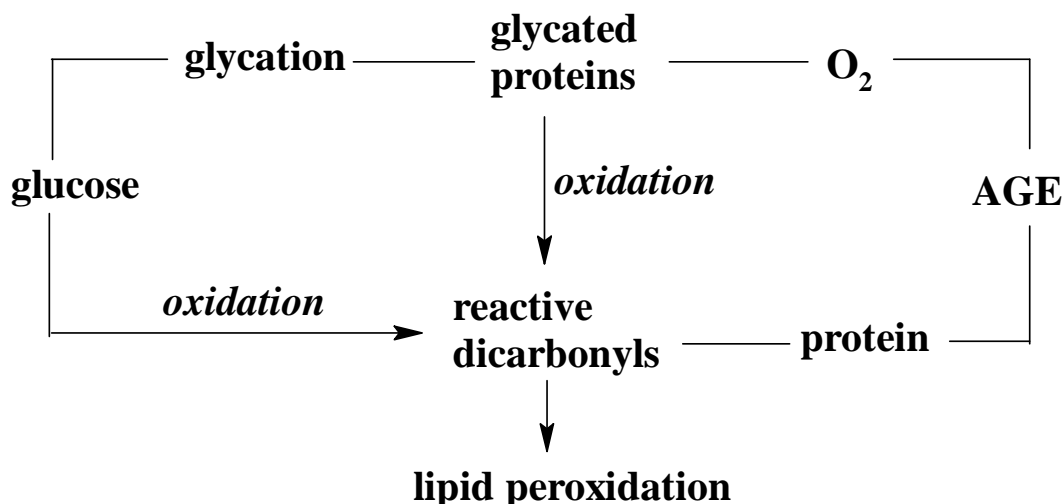 glycation
glycated
proteins
O₂
glucose
oxidation
AGE
oxidation
reactive
dicarbonyls
protein
lipid peroxidation